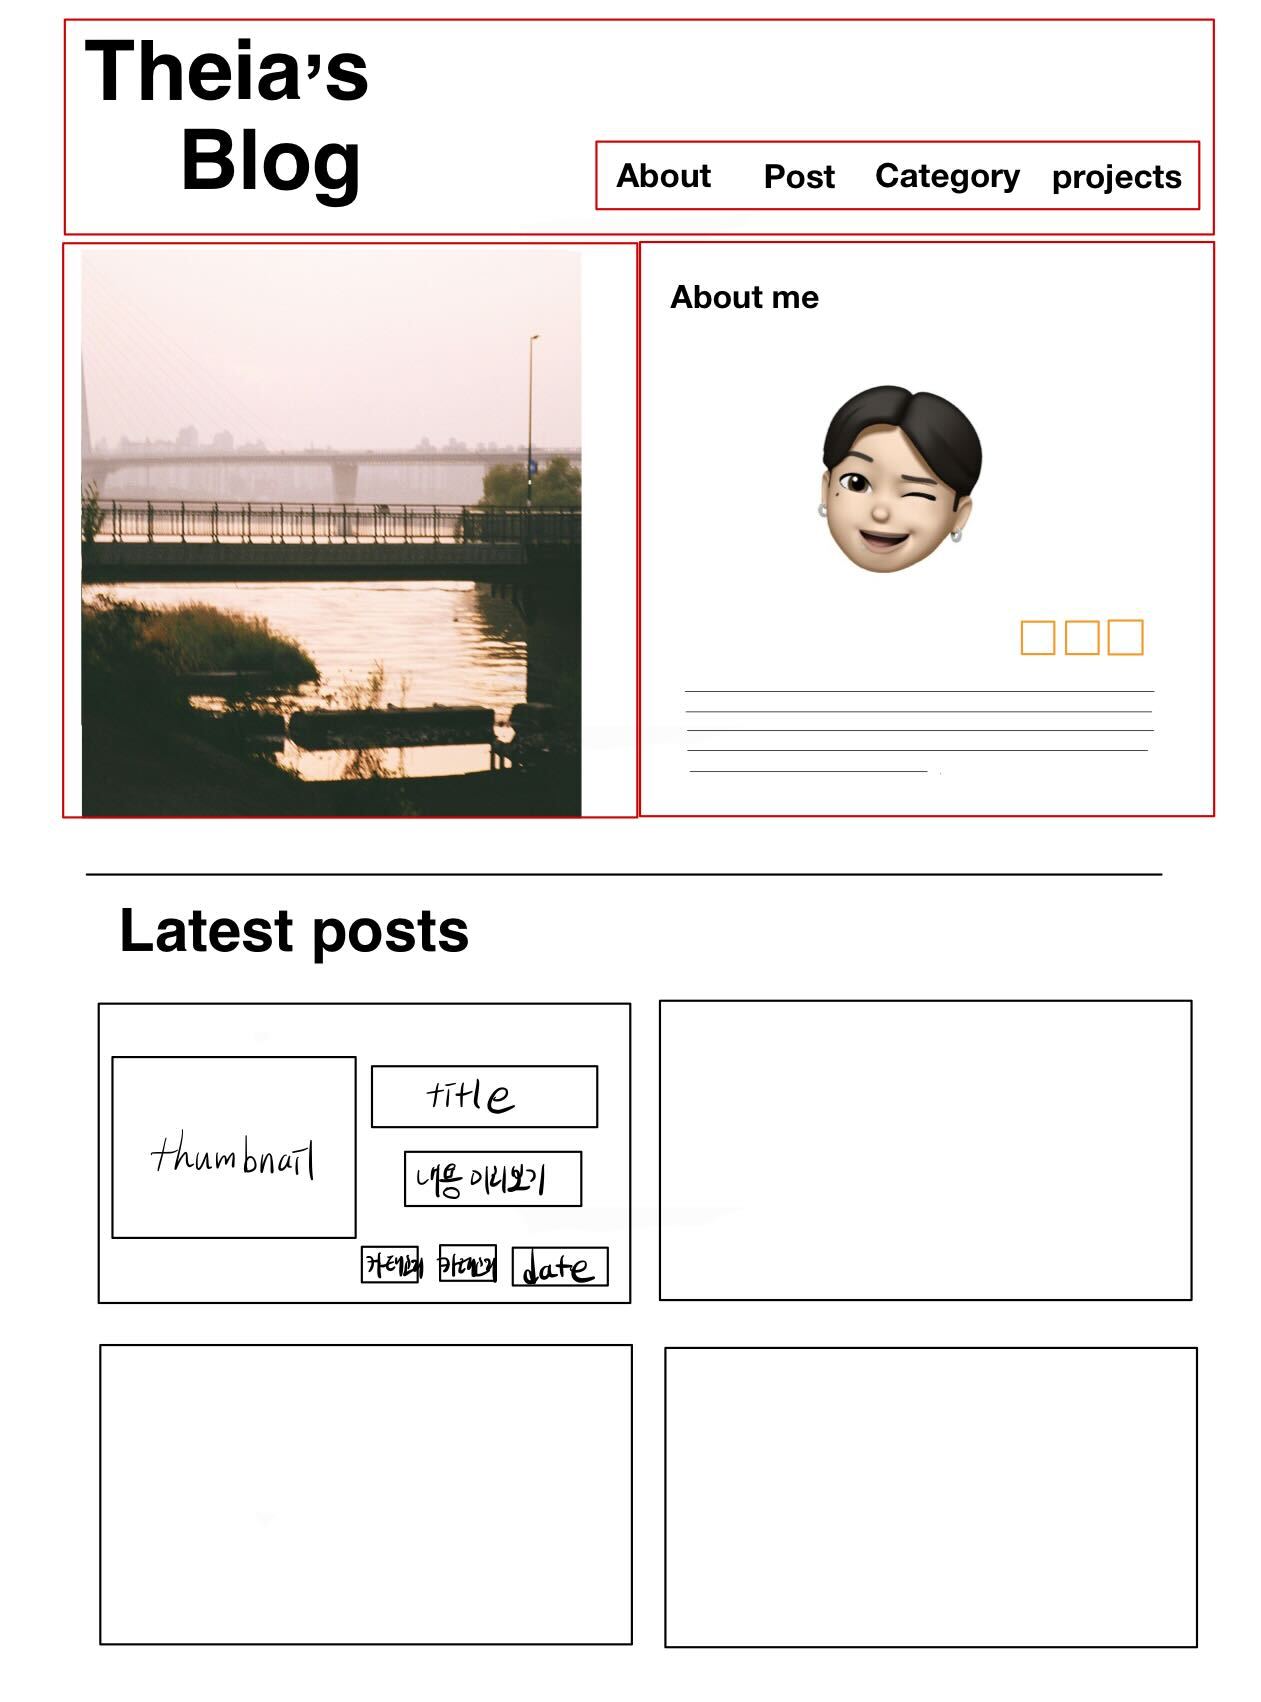 Theia's
Blog
About Post Category projects
About me
Latest posts
thumbnail
title
내용 미리보기
카테고리 카테고리 date